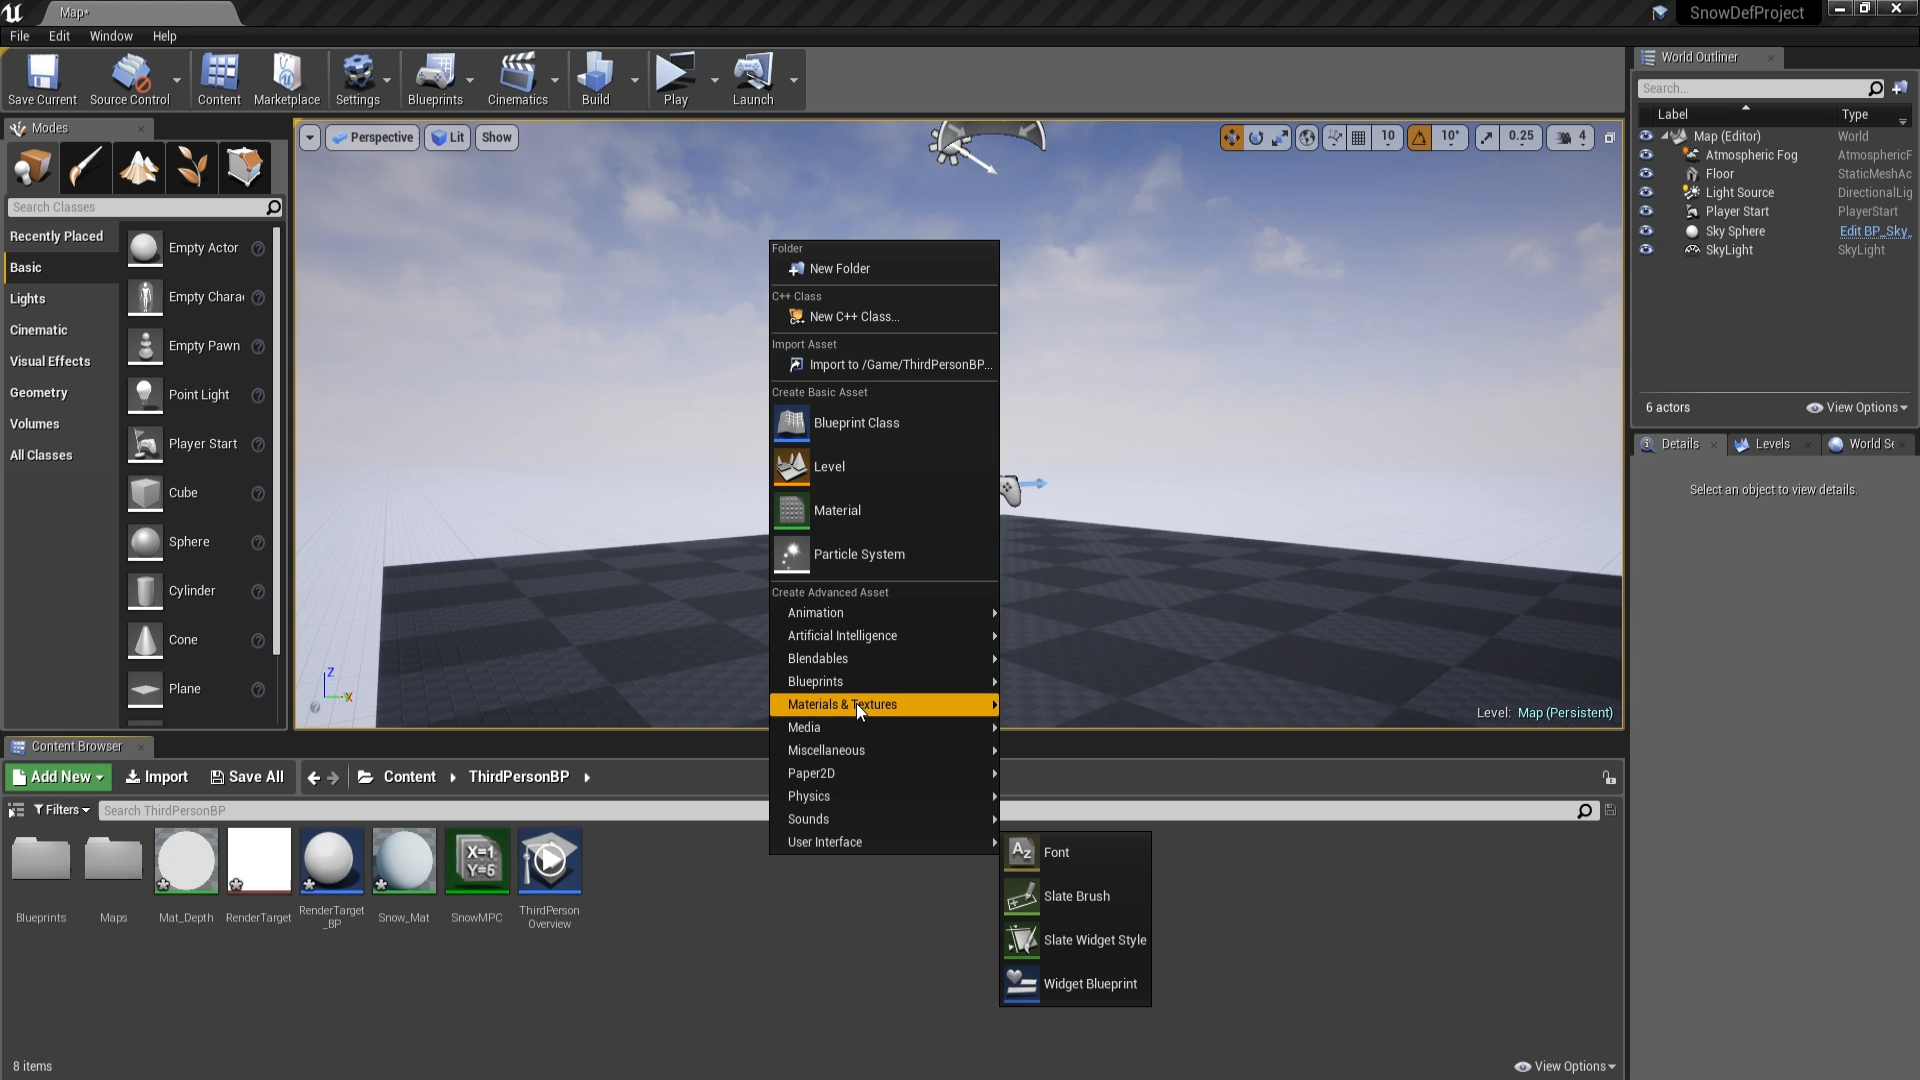 Map*
SnowDefProject
File Edit Window Help
Save Current
Source Control
Content
Marketplace
Settings
Blueprints
Cinematics
Build
Play
Launch
Modes
Search Classes
Recently Placed
Basic
Lights
Cinematic
Visual Effects
Geometry
Volumes
All Classes
Empty Actor
Empty Chara
Empty Pawn
Point Light
Player Start
Cube
Sphere
Cylinder
Cone
Plane
Perspective
Lit
Show
10
10°
0.25
4
Z
X
Level: Map (Persistent)
Folder
New Folder
C++ Class
New C++ Class...
Import Asset
Import to /Game/ThirdPersonBP...
Create Basic Asset
Blueprint Class
Level
Material
Particle System
Create Advanced Asset
Animation
Artificial Intelligence
Blendables
Blueprints
Materials & Textures
Media
Miscellaneous
Paper2D
Physics
Sounds
User Interface
Font
Slate Brush
Slate Widget Style
Widget Blueprint
World Outliner
Search...
Label Type
Map (Editor) World
Atmospheric Fog AtmosphericF
Floor StaticMeshAc
Light Source DirectionalLig
Player Start PlayerStart
Sky Sphere Edit BP_Sky_
SkyLight SkyLight
6 actors
View Options
Details
Levels
World Se
Select an object to view details.
Content Browser
Add New
Import
Save All
Content
ThirdPersonBP
Filters
Search ThirdPersonBP
X=1
Y=5
Blueprints
Maps
Mat_Depth
RenderTarget
RenderTarget
_BP
Snow_Mat
SnowMPC
ThirdPerson
Overview
8 items
View Options